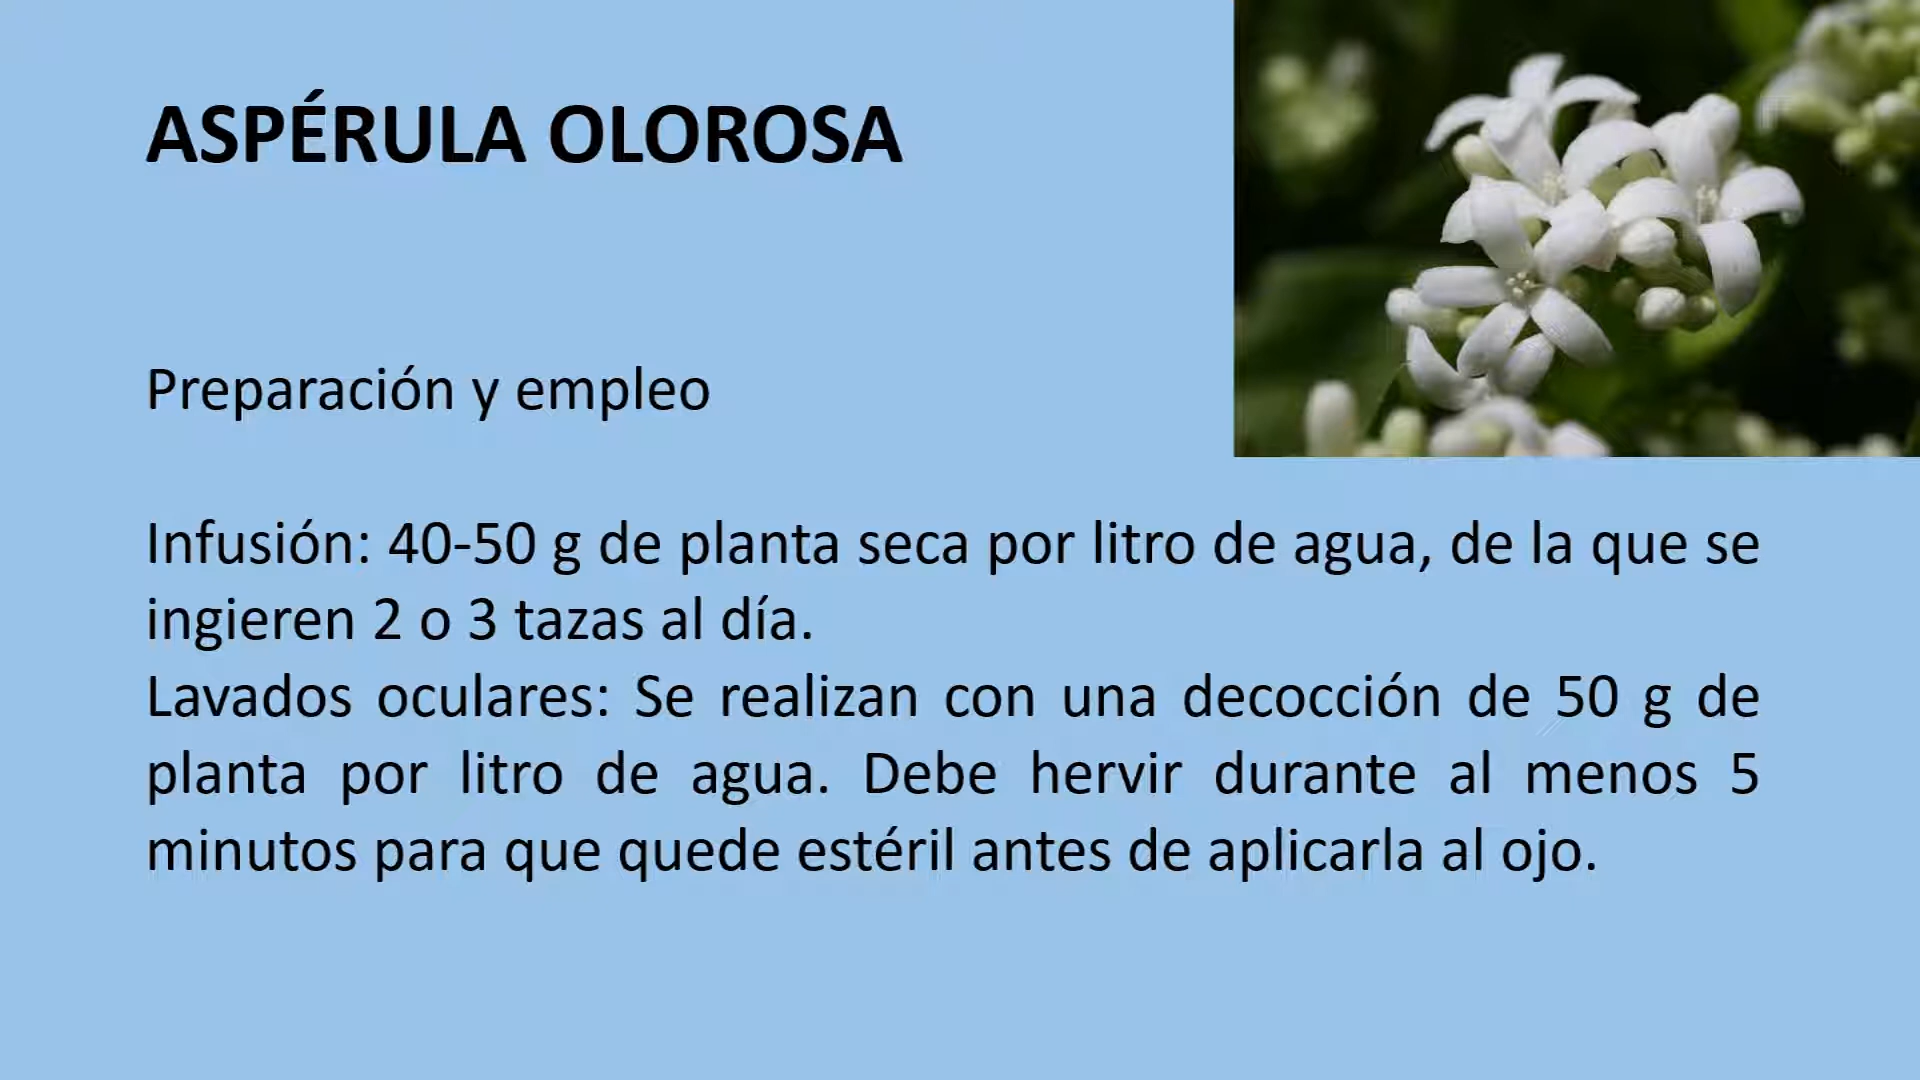 ASPÉRULA OLOROSA
Preparación y empleo
Infusión: 40-50 g de planta seca por litro de agua, de la que se
ingieren 2 o 3 tazas al día.
Lavados oculares: Se realizan con una decocción de 50 g de
planta por litro de agua. Debe hervir durante al menos 5
minutos para que quede estéril antes de aplicarla al ojo.